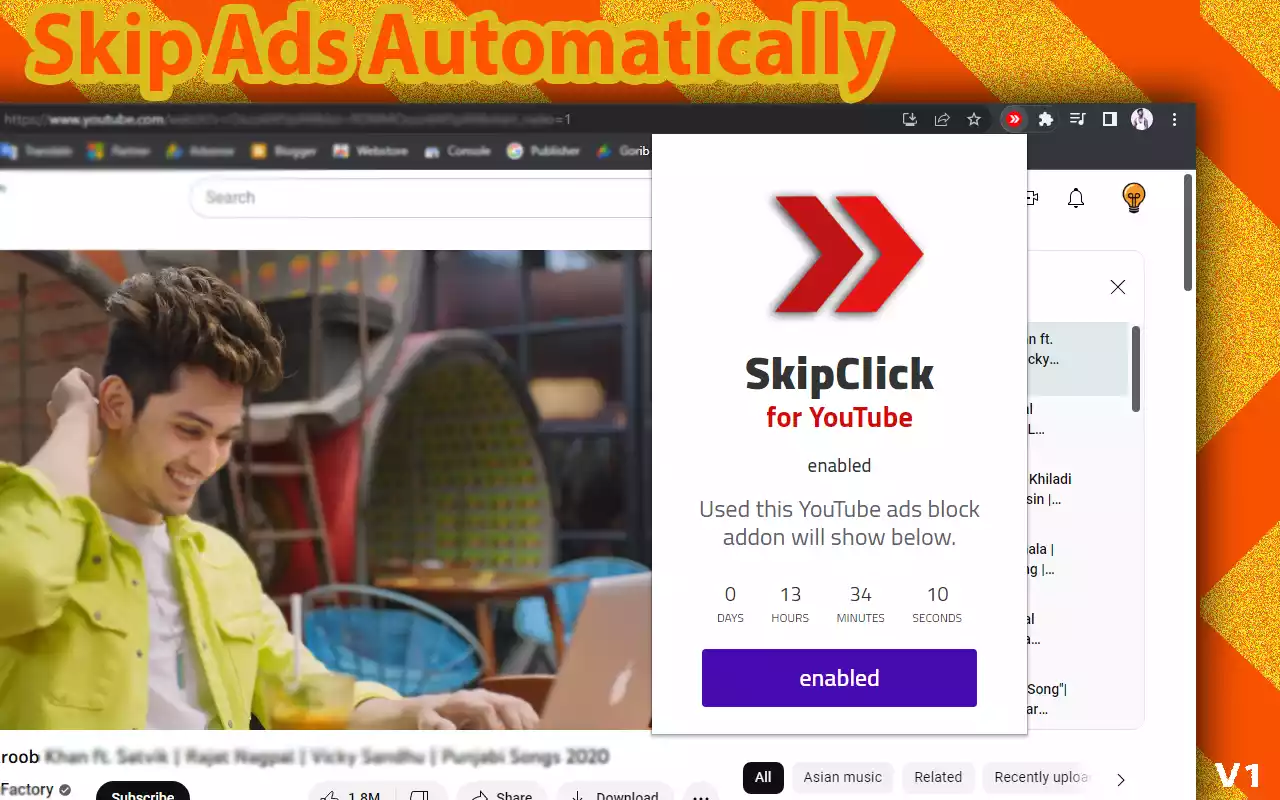 Skip Ads Automatically
https://www.youtube.com =1
Translate Partner Adsense Blogger Webstore Console Publisher Gorib
Search
SkipClick
for YouTube
enabled
Used this YouTube ads block
addon will show below.
0 13 34 10
DAYS HOURS MINUTES SECONDS
enabled
n ft.
cky...
al
L...
Khiladi
sin |...
ala |
ng |...
al
a...
Song"|
ar...
roob Khan ft. Satvik | Rajat Nagpal | Vicky Sandhu | Punjabi Songs 2020
Factory
Subscribe
1.8M
Share
Download
All Asian music Related Recently uploa
V1